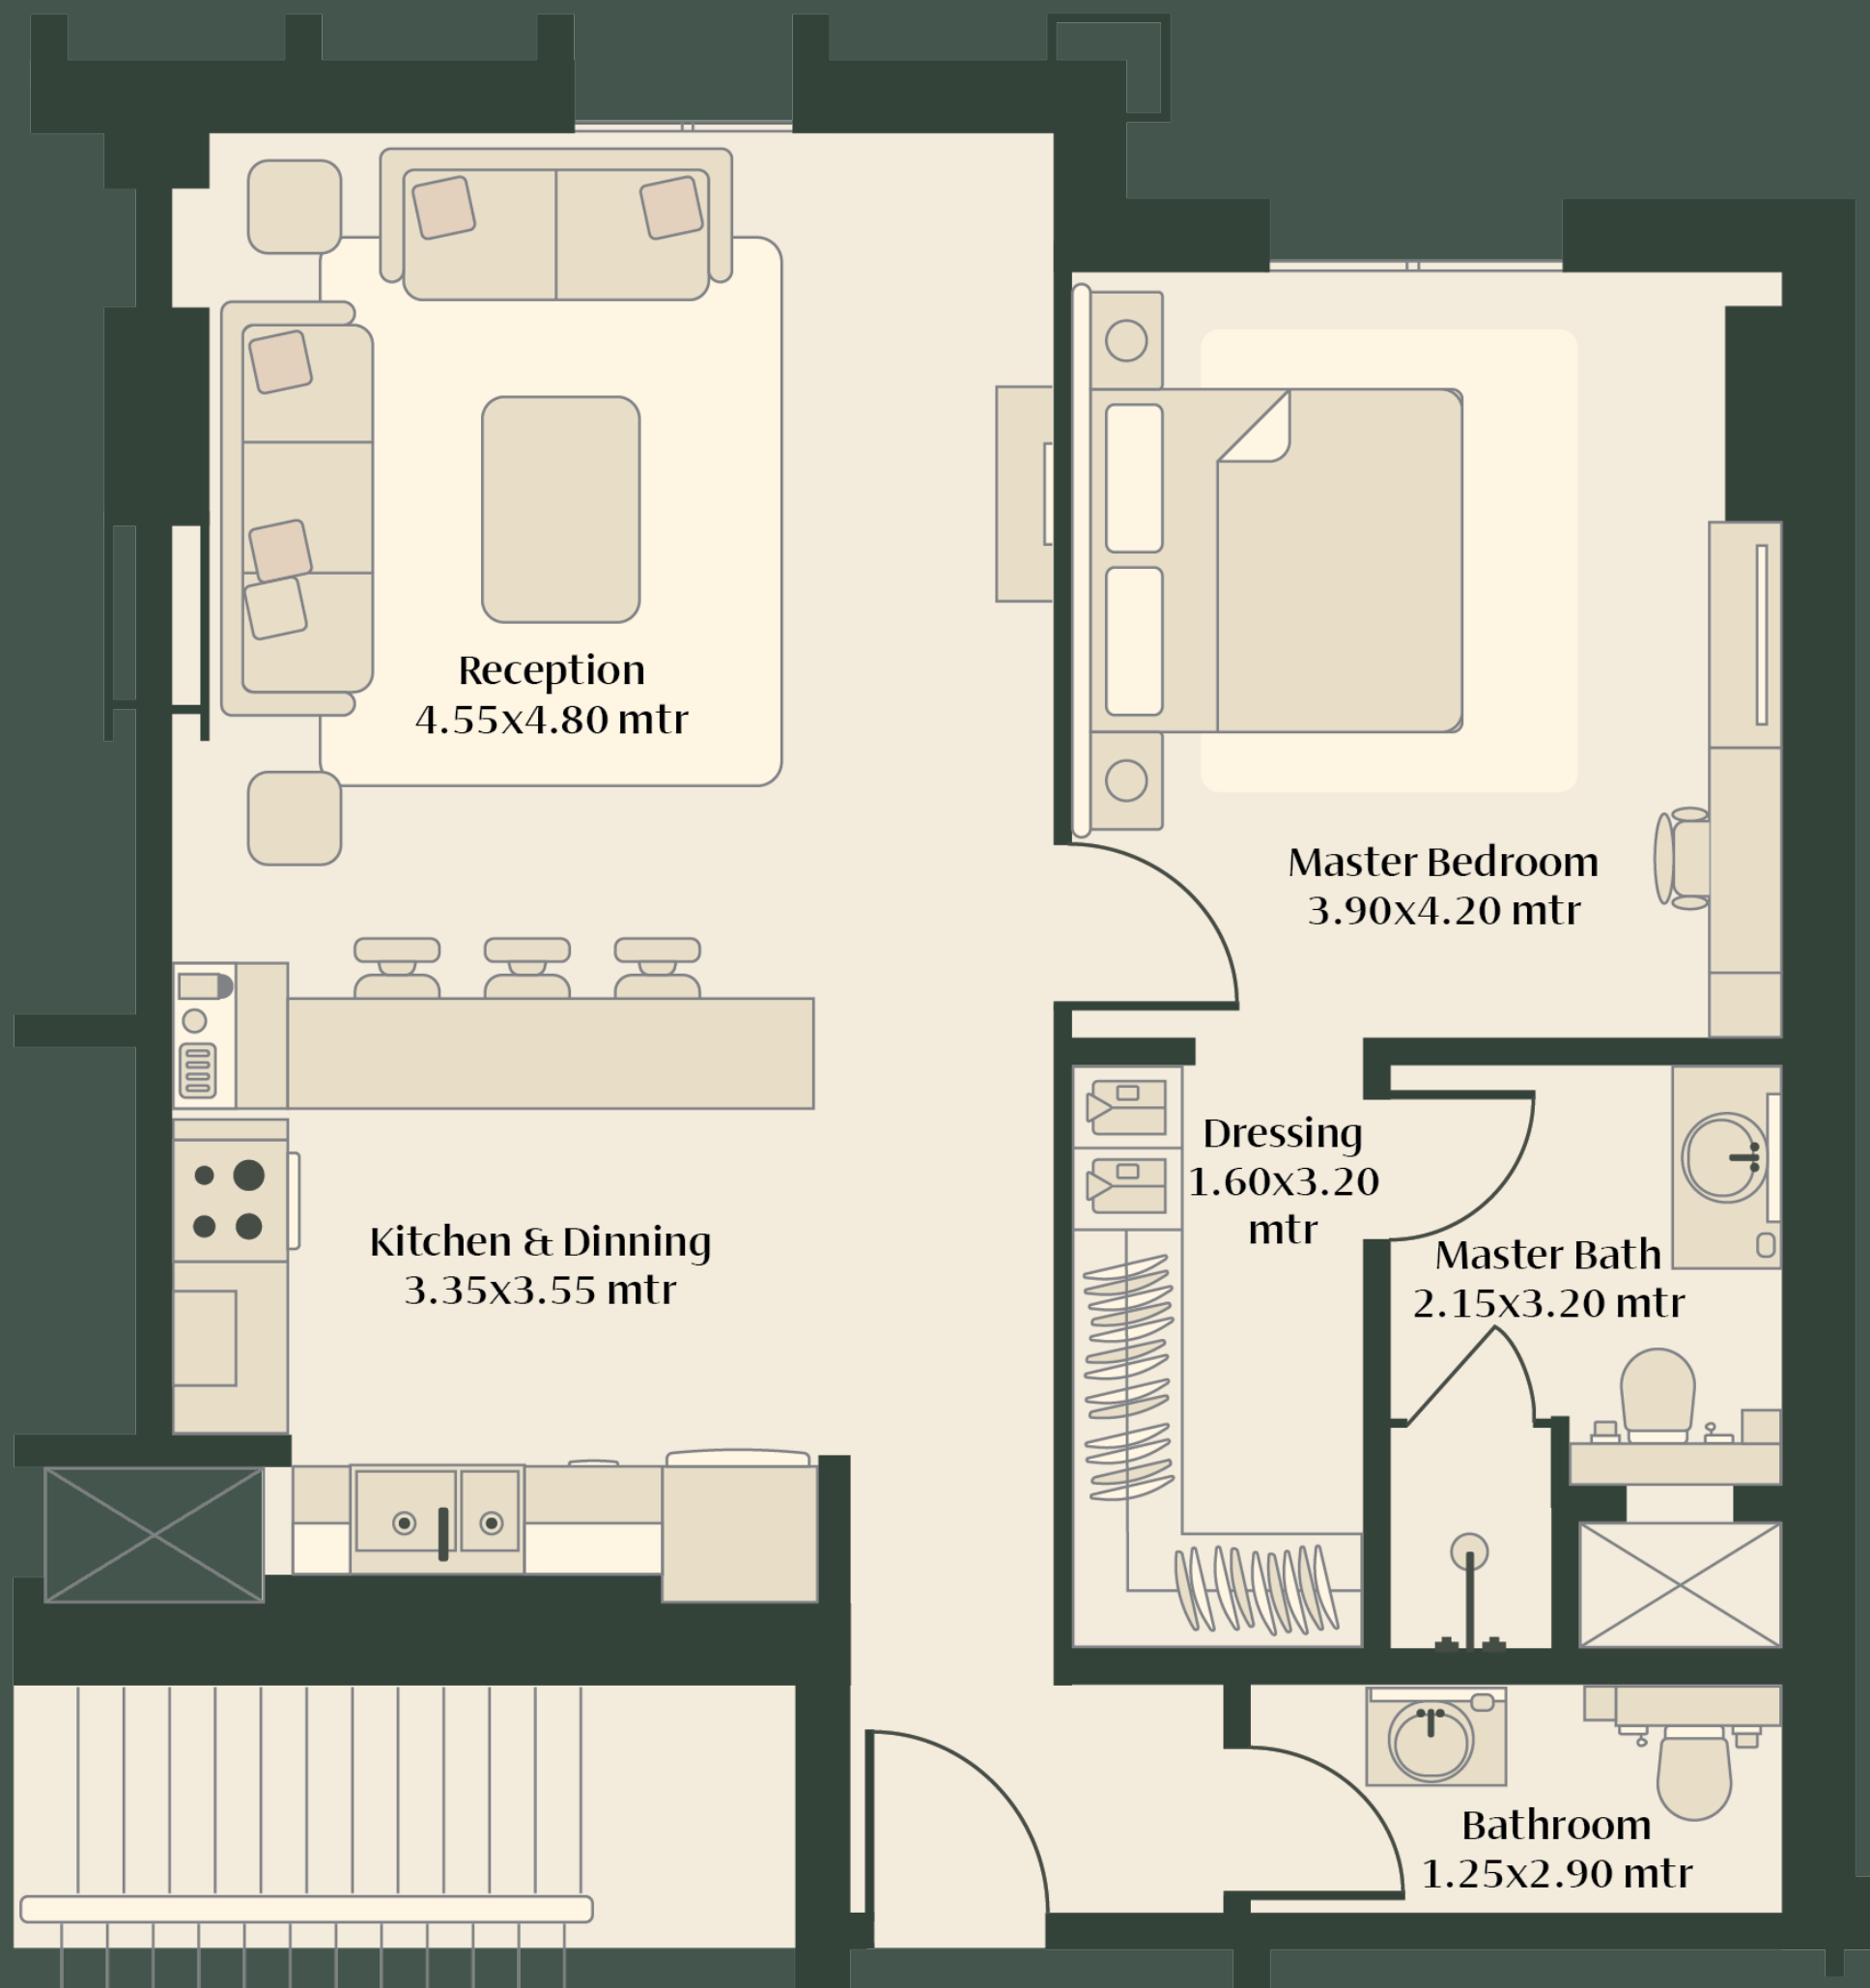 Reception
4.55x4.80 mtr
Master Bedroom
3.90x4.20 mtr
Dressing
1.60x3.20
mtr
Kitchen & Dinning
3.35x3.55 mtr
Master Bath
2.15x3.20 mtr
Bathroom
1.25x2.90 mtr